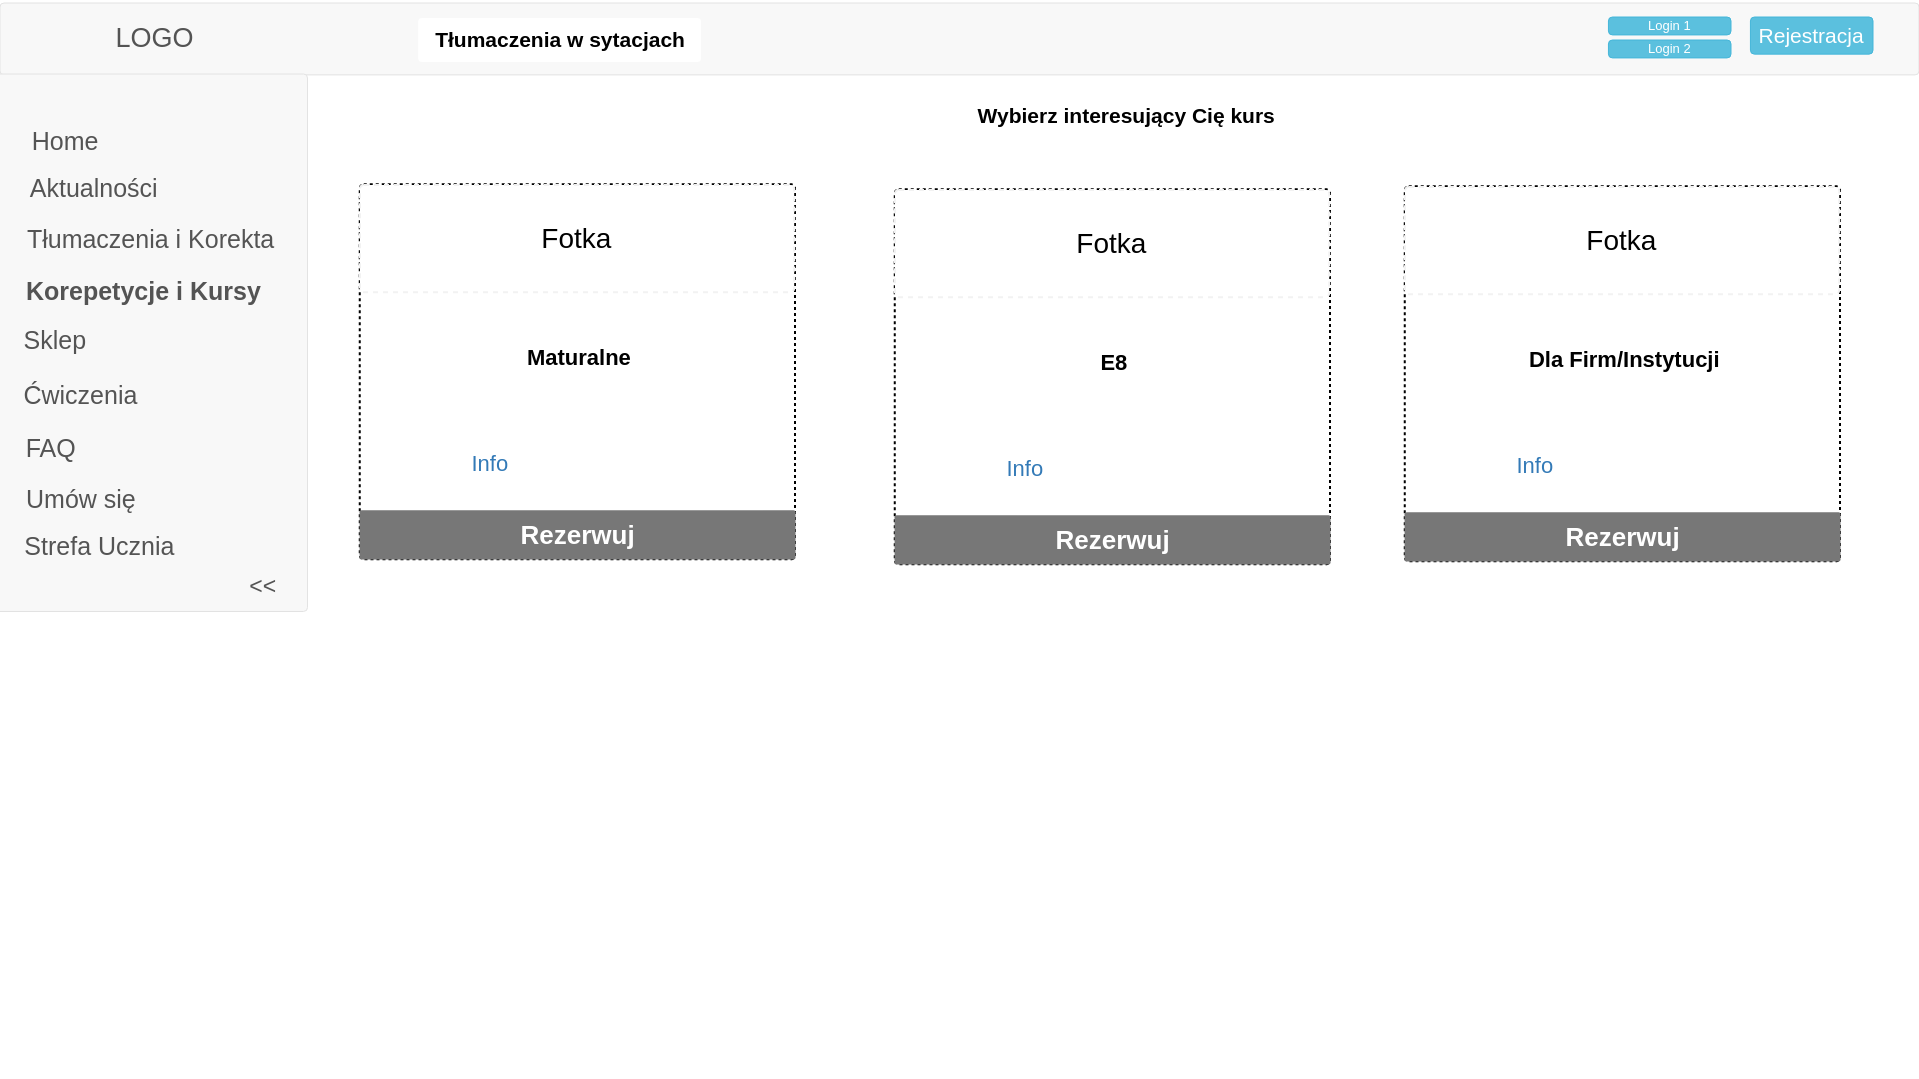 LOGO
Tłumaczenia w sytacjach
Login 1
Login 2
Rejestracja
Home
Aktualności
Tłumaczenia i Korekta
Korepetycje i Kursy
Sklep
Ćwiczenia
FAQ
Umów się
Strefa Ucznia
<<
Wybierz interesujący Cię kurs
Fotka
Maturalne
Info
Rezerwuj
Fotka
E8
Info
Rezerwuj
Fotka
Dla Firm/Instytucji
Info
Rezerwuj